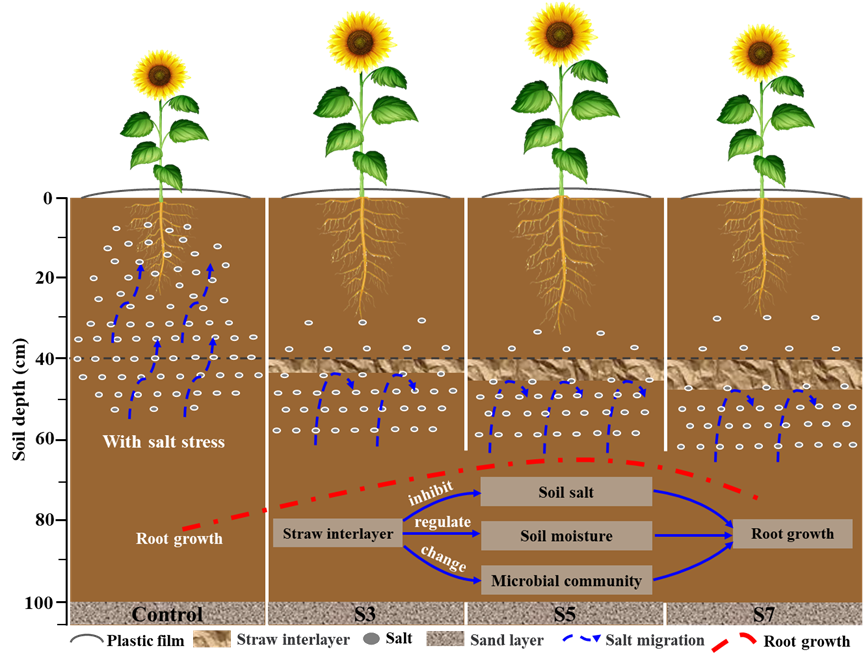 0
20
40
60
80
100
Soil depth (cm)
With salt stress
Root growth
Straw interlayer
inhibit
regulate
change
Soil salt
Soil moisture
Microbial community
Root growth
Control
S3
S5
S7
Plastic film
Straw interlayer
Salt
Sand layer
Salt migration
Root growth